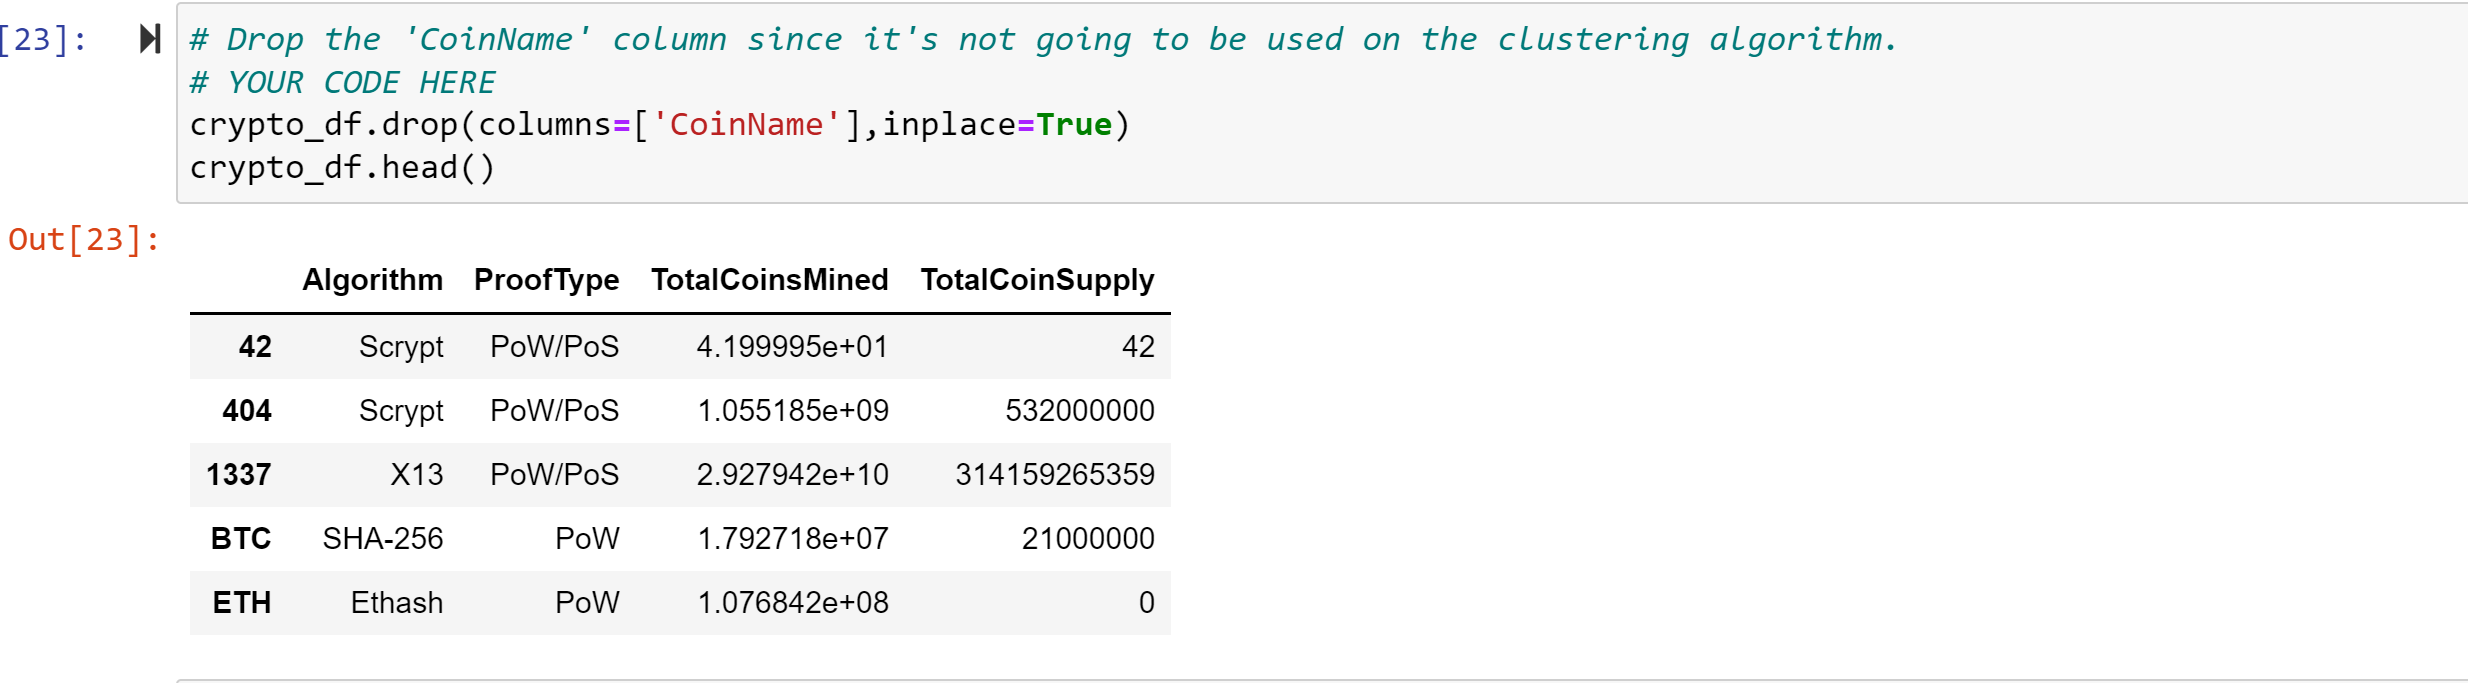 [23]:
# Drop the 'CoinName' column since it's not going to be used on the clustering algorithm.
# YOUR CODE HERE
crypto_df.drop(columns=['CoinName'],inplace=True)
crypto_df.head()
Out[23]:
Algorithm ProofType TotalCoinsMined TotalCoinSupply
42 Scrypt PoW/PoS 4.199995e+01 42
404 Scrypt PoW/PoS 1.055185e+09 532000000
1337 X13 PoW/PoS 2.927942e+10 314159265359
BTC SHA-256 PoW 1.792718e+07 21000000
ETH Ethash PoW 1.076842e+08 0